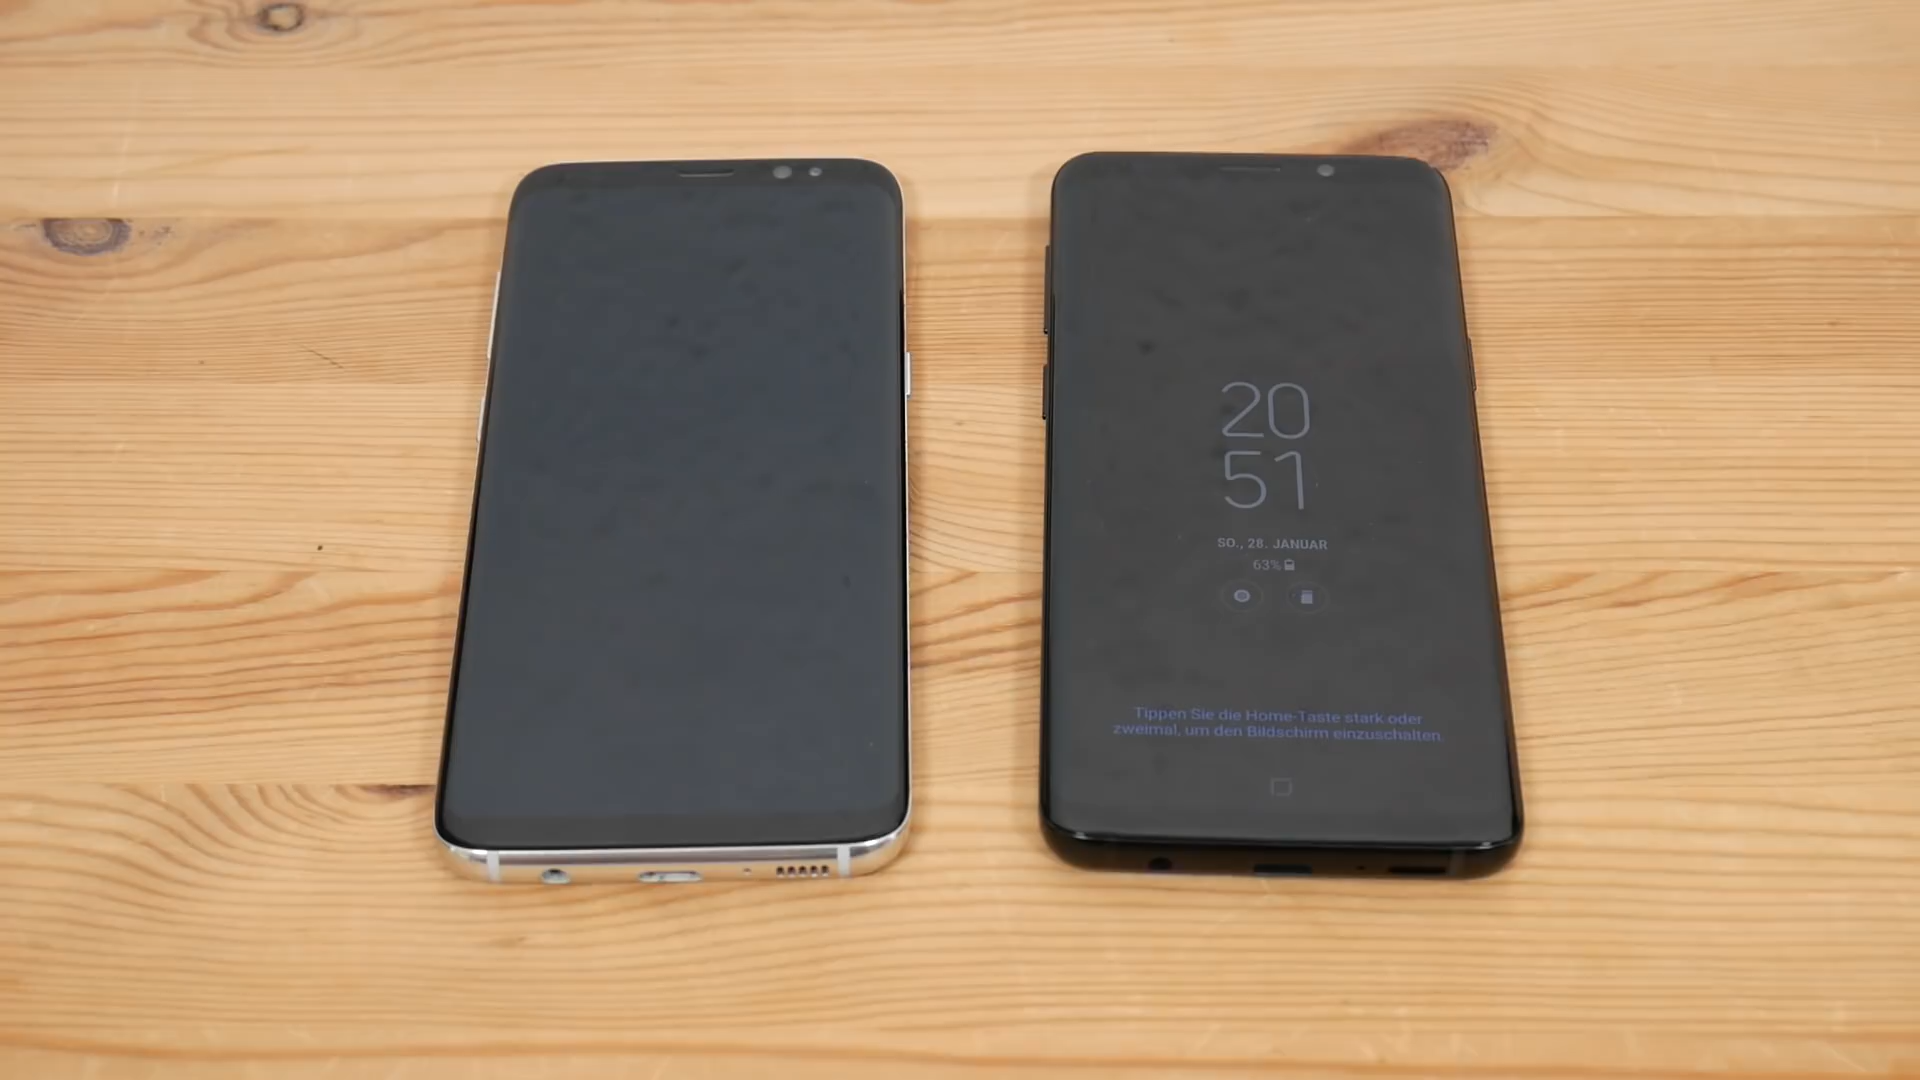 20
51
SO., 28. JANUAR
63%
Tippen Sie die Home-Taste stark oder
zweimal, um den Bildschirm einzuschalten.